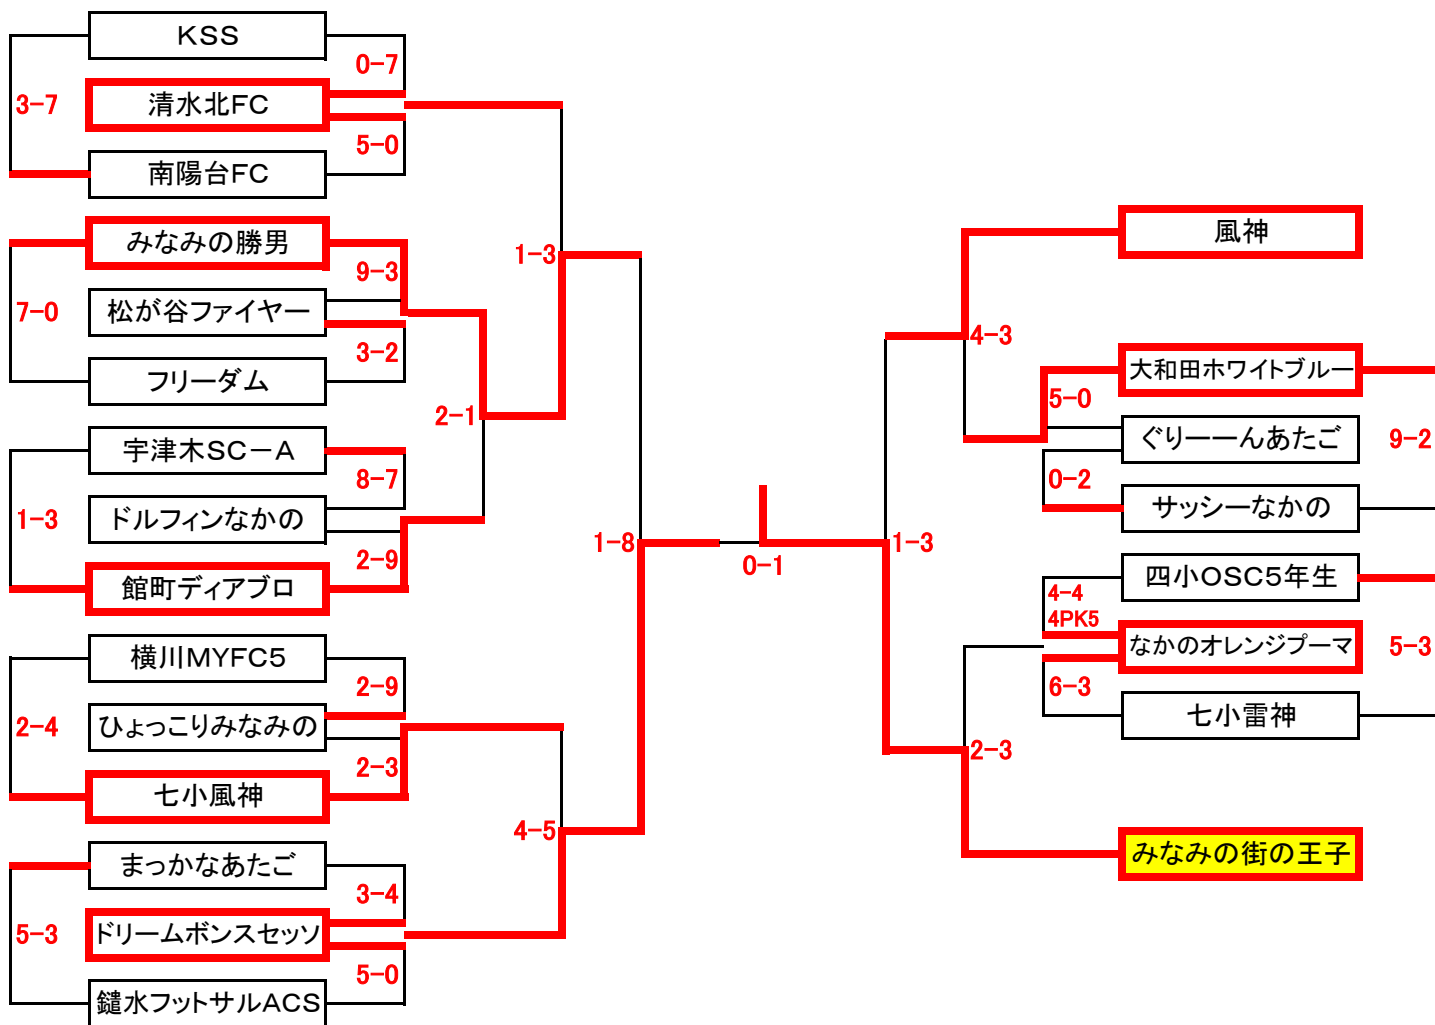 KSS
0-7
3-7
清水北FC
5-0
南陽台FC
みなみの勝男
9-3
7-0
松が谷ファイヤー
3-2
フリーダム
1-3
2-1
宇津木SC-A
8-7
1-3
ドルフィンなかの
2-9
館町ディアブロ
横川MYFC5
2-9
2-4
ひょっこりみなみの
2-3
七小風神
4-5
まっかなあたご
3-4
5-3
ドリームボンスセッソ
5-0
鑓水フットサルACS
1-8
0-1
1-3
風神
4-3
大和田ホワイトブルー
5-0
ぐりーーんあたご
9-2
0-2
サッシーなかの
四小OSC5年生
4-4
4PK5
なかのオレンジプーマ
5-3
6-3
七小雷神
2-3
みなみの街の王子